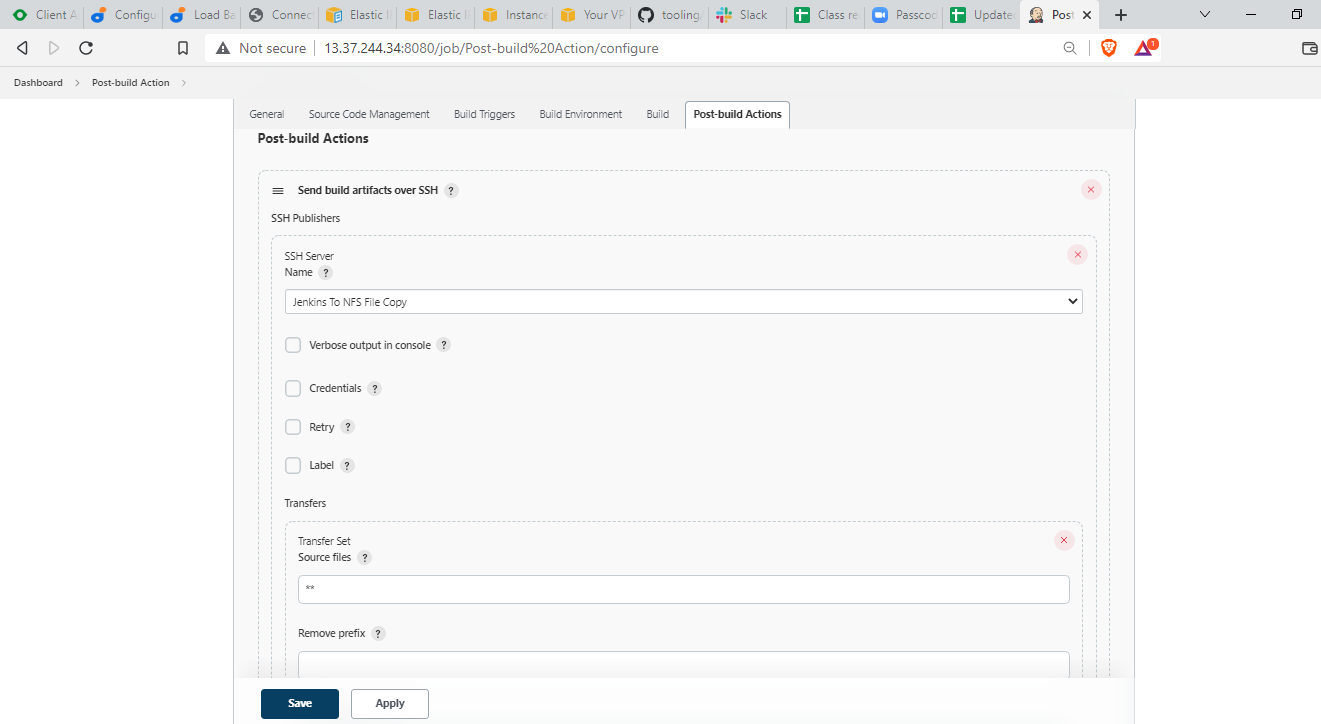 Client A
Configu
Load Ba
Connec
Elastic I
Elastic I
Instance
Your VP
tooling
Slack
Class re
Passcod
Update
Post
Not secure 13.37.244.34:8080/job/Post-build%20Action/configure
1
Dashboard Post-build Action
General Source Code Management Build Triggers Build Environment Build Post-build Actions
Post-build Actions
Send build artifacts over SSH ?
SSH Publishers
SSH Server
Name ?
Jenkins To NFS File Copy
Verbose output in console ?
Credentials ?
Retry ?
Label ?
Transfers
Transfer Set
Source files ?
**
Remove prefix ?
Save Apply